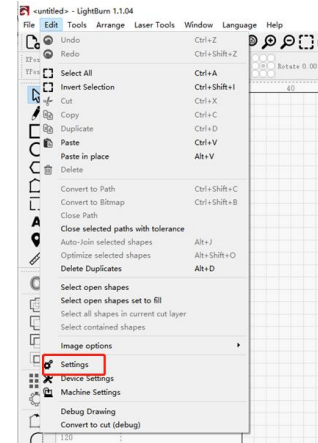 <untitled> - LightBurn 1.1.04
File Edit Tools Arrange Laser Tools Window Language Help
Undo Ctrl+Z
Redo Ctrl+Shift+Z
XPos
YPos
Rotate 0.00
40
Select All Ctrl+A
Invert Selection Ctrl+Shift+I
Cut Ctrl+X
Copy Ctrl+C
Duplicate Ctrl+D
Paste Ctrl+V
Paste in place Alt+V
Delete
Convert to Path Ctrl+Shift+C
Convert to Bitmap Ctrl+Shift+B
Close Path
Close selected paths with tolerance
Auto-Join selected shapes Alt+J
Optimize selected shapes Alt+Shift+O
Delete Duplicates Alt+D
Select open shapes
Select open shapes set to fill
Select all shapes in current cut layer
Select contained shapes
Image options
Settings
Device Settings
Machine Settings
Debug Drawing
Convert to cut (debug)
120